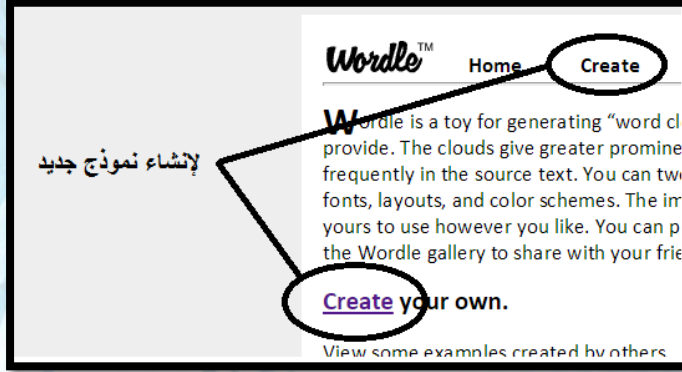 Wordle™ Home Create
Wordle is a toy for generating “word cl
provide. The clouds give greater promine
لإنشاء نموذج جديد
frequently in the source text. You can tw
fonts, layouts, and color schemes. The im
yours to use however you like. You can p
the Wordle gallery to share with your frie
Create your own.
View some examples created by others